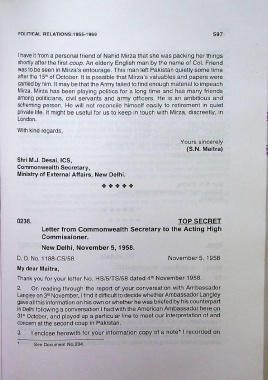 POLITICAL RELATIONS:1955-1969 597
I have it from a personal friend of Nahid Mirza that she was packing her things
shortly after the first coup. An elderly English man by the name of Col. Friend
was to be seen in Mirza's entourage. This man left Pakistan quietly some time
after the 15th of October. It is possible that Mirza's valuables and papers were
carried by him. It may be that the Army failed to find enough material to impeach
Mirza. Mirza has been playing politics for a long time and has many friends
among politicians, civil servants and army officers. He is an ambitious and
scheming person. He will not reconcile himself easily to retirement in quiet
private life. It might be useful for us to keep in touch with Mirza, discreetly, in
London.
With kind regards,
Yours sincerely
(S.N. Maitra)
Shri M.J. Desai, ICS,
Commonwealth Secretary,
Ministry of External Affairs, New Delhi.
❖ ❖ ❖ ❖ ❖
0238. TOP SECRET
Letter from Commonwealth Secretary to the Acting High
Commissioner.
New Delhi, November 5, 1958.
D. O. No. 1188-CS/58 November 5, 1958
My dear Maitra,
Thank you for your letter No. HS/5/TS/58 dated 4th November 1958.
2. On reading through the report of your conversation with Ambassador
Langley on 3rd November, I find it difficult to decide whether Ambassador Langley
gave all this information on his own or whether he was briefed by his counterpart
in Delhi following a conversation I had with the American Ambassador here on
31st October, and played up a particular line to meet our interpretation of and
concern at the second coup in Pakistan.
3. I enclose herewith for your information copy of a note* I recorded on
* See Document No.234.